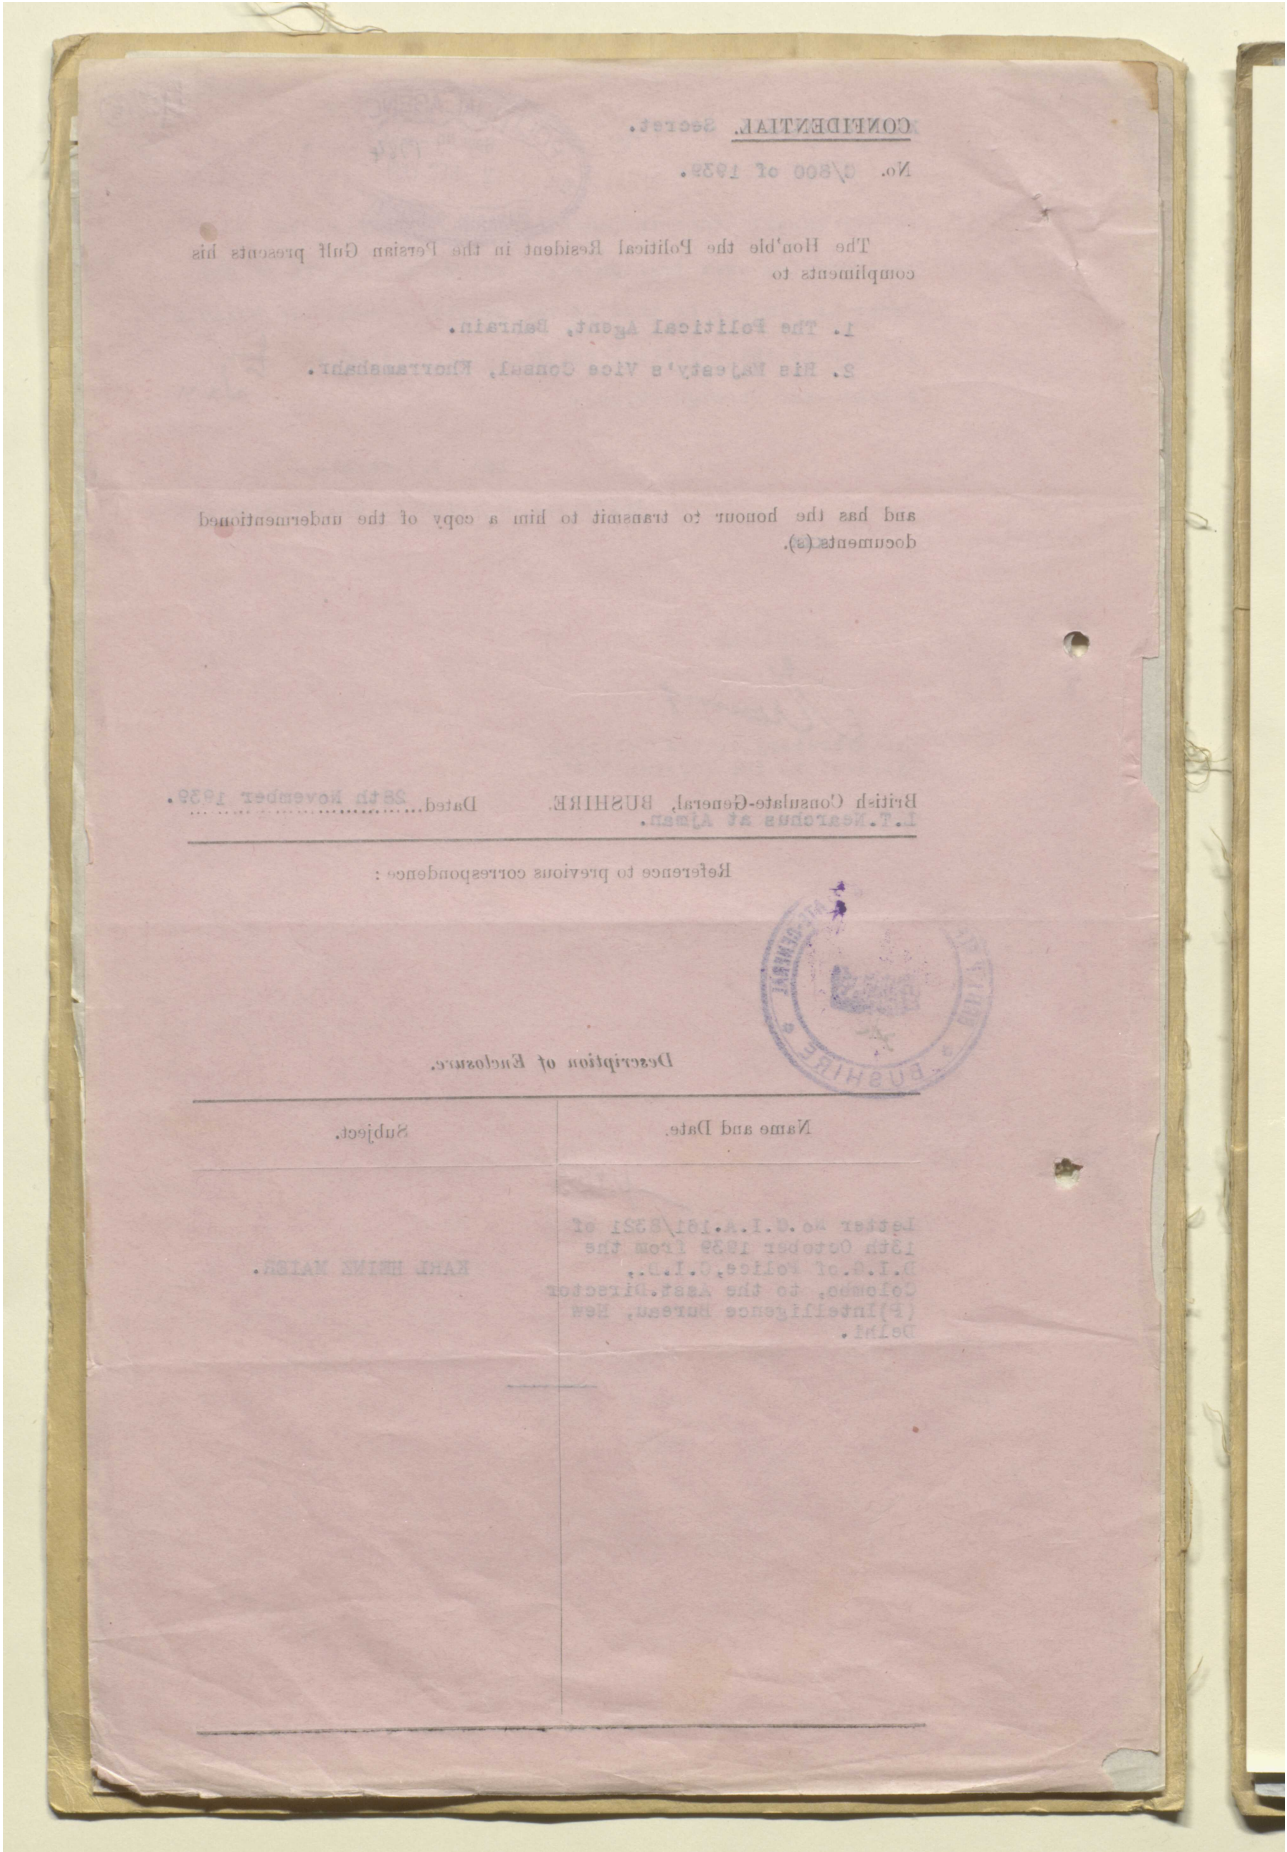 CONFIDENTIAL. Secret.
No. C/800 of 1939.
The Hon'ble the Political Resident in the Persian Gulf presents his
compliments to
1. The Political Agent, Bahrain.
2. His Majesty's Vice Consul, Khorramshahr.
and has the honour to transmit to him a copy of the undermentioned
documents (s).
British Consulate-General, BUSHIRE. Dated 28th November 1939.
L.T.Nearchus at Ajman.
Reference to previous correspondence :
BUSHIRE
Description of Enclosure.
Name and Date. Subject.
Letter No.C.I.A.161/8321 of
13th October 1939 from the
D.I.G.of Police,C.I.D., KARL HEINZ MAIER.
Colombo, to the Asst.Director
(F)Intelligence Bureau, New
Delhi.